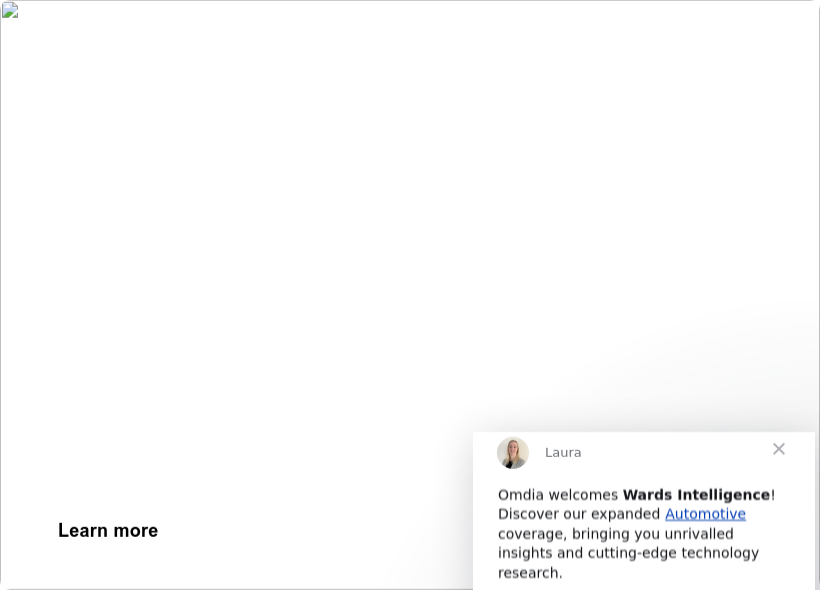 Learn more
Laura
Omdia welcomes Wards Intelligence!
Discover our expanded Automotive
coverage, bringing you unrivalled
insights and cutting-edge technology
research.